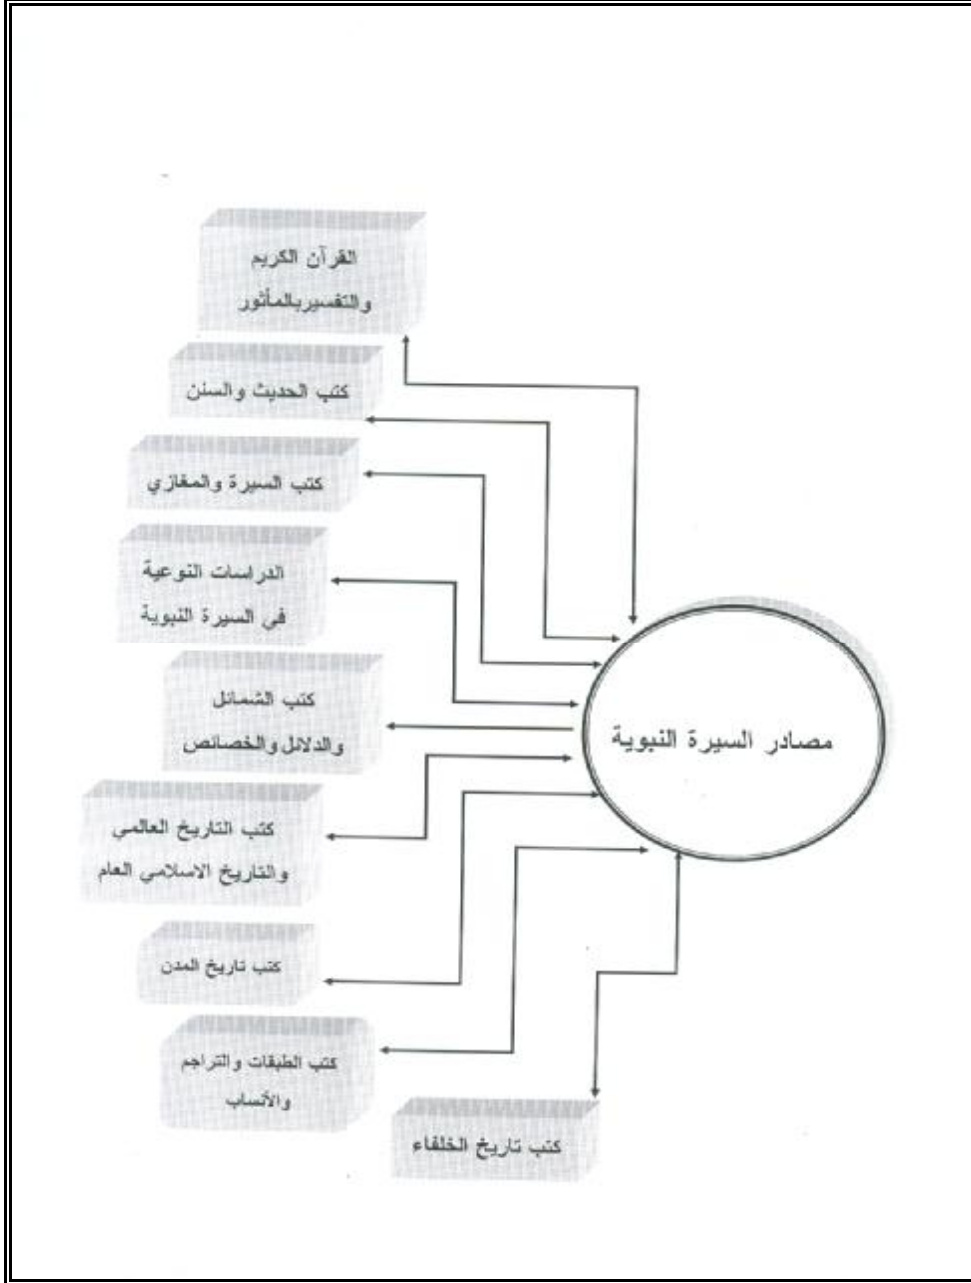 القرآن الكريم
والتفسيربالمأثور
كتب الحديث والسنن
كتب السيرة والمغازي
الدراسات النوعية
في السيرة النبوية
كتب الشمائل
والدلائل والخصائص
مصادر السيرة النبوية
كتب التاريخ العالمي
والتاريخ الاسلامي العام
كتب تاريخ المدن
كتب الطبقات والتراجم
والأنساب
كتب تاريخ الخلفاء